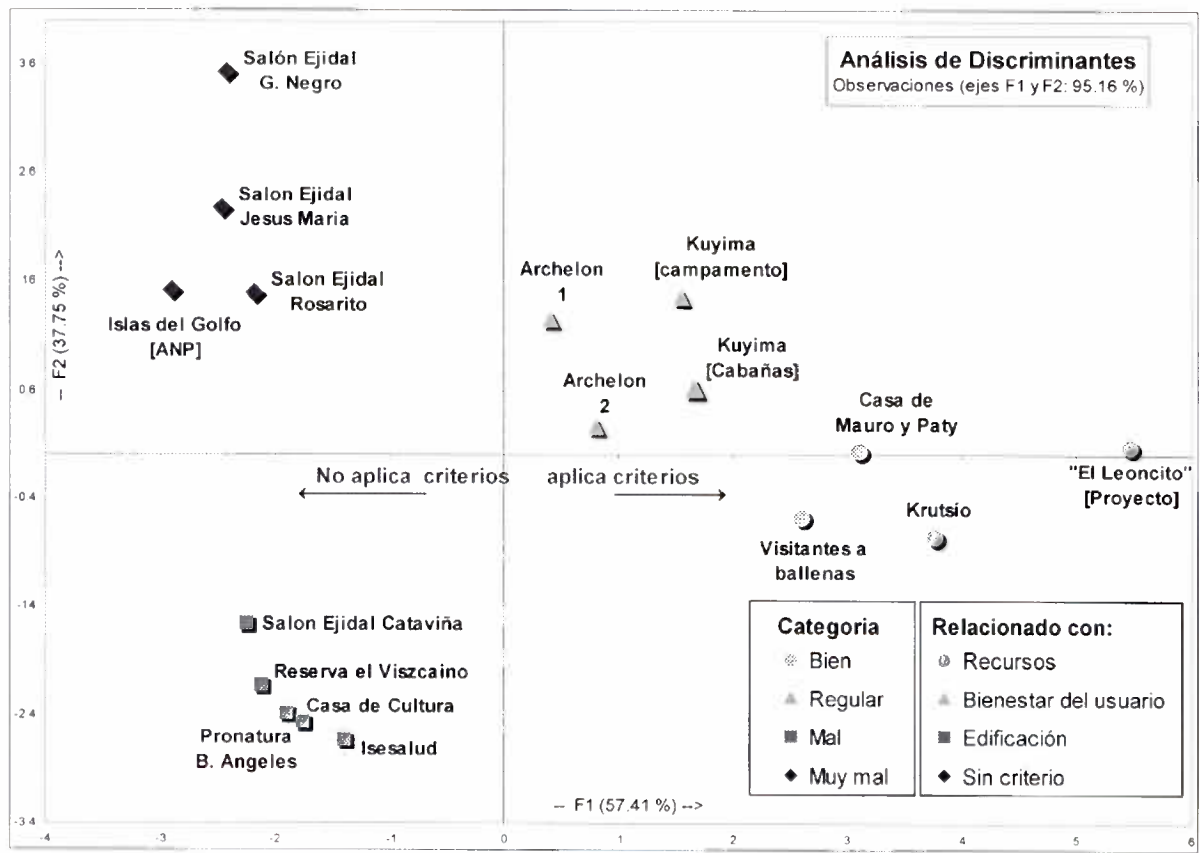 Análisis de Discriminantes
Observaciones (ejes F1 y F2: 95.16 %)
Salón Ejidal
G. Negro
Salon Ejidal
Jesus Maria
Salon Ejidal
Rosarito
Islas del Golfo
[ANP]
Archelon
1
Kuyima
[campamento]
Kuyima
[Cabañas]
Archelon
2
Casa de
Mauro y Paty
"El Leoncito"
[Proyecto]
Krutsio
Visitantes a
ballenas
No aplica criterios
aplica criterios
Salon Ejidal Cataviña
Reserva el Viszcaino
Casa de Cultura
Pronatura
B. Angeles
Isesalud
Categoria
Bien
Regular
Mal
Muy mal
Relacionado con:
Recursos
Bienestar del usuario
Edificación
Sin criterio
-- F2 (37.75 %) -->
-- F1 (57.41 %) -->
3 6
2 6
1 6
0 6
-0 4
-1 4
-2 4
-3 4
-4
-3
-2
-1
0
1
2
3
4
5
6